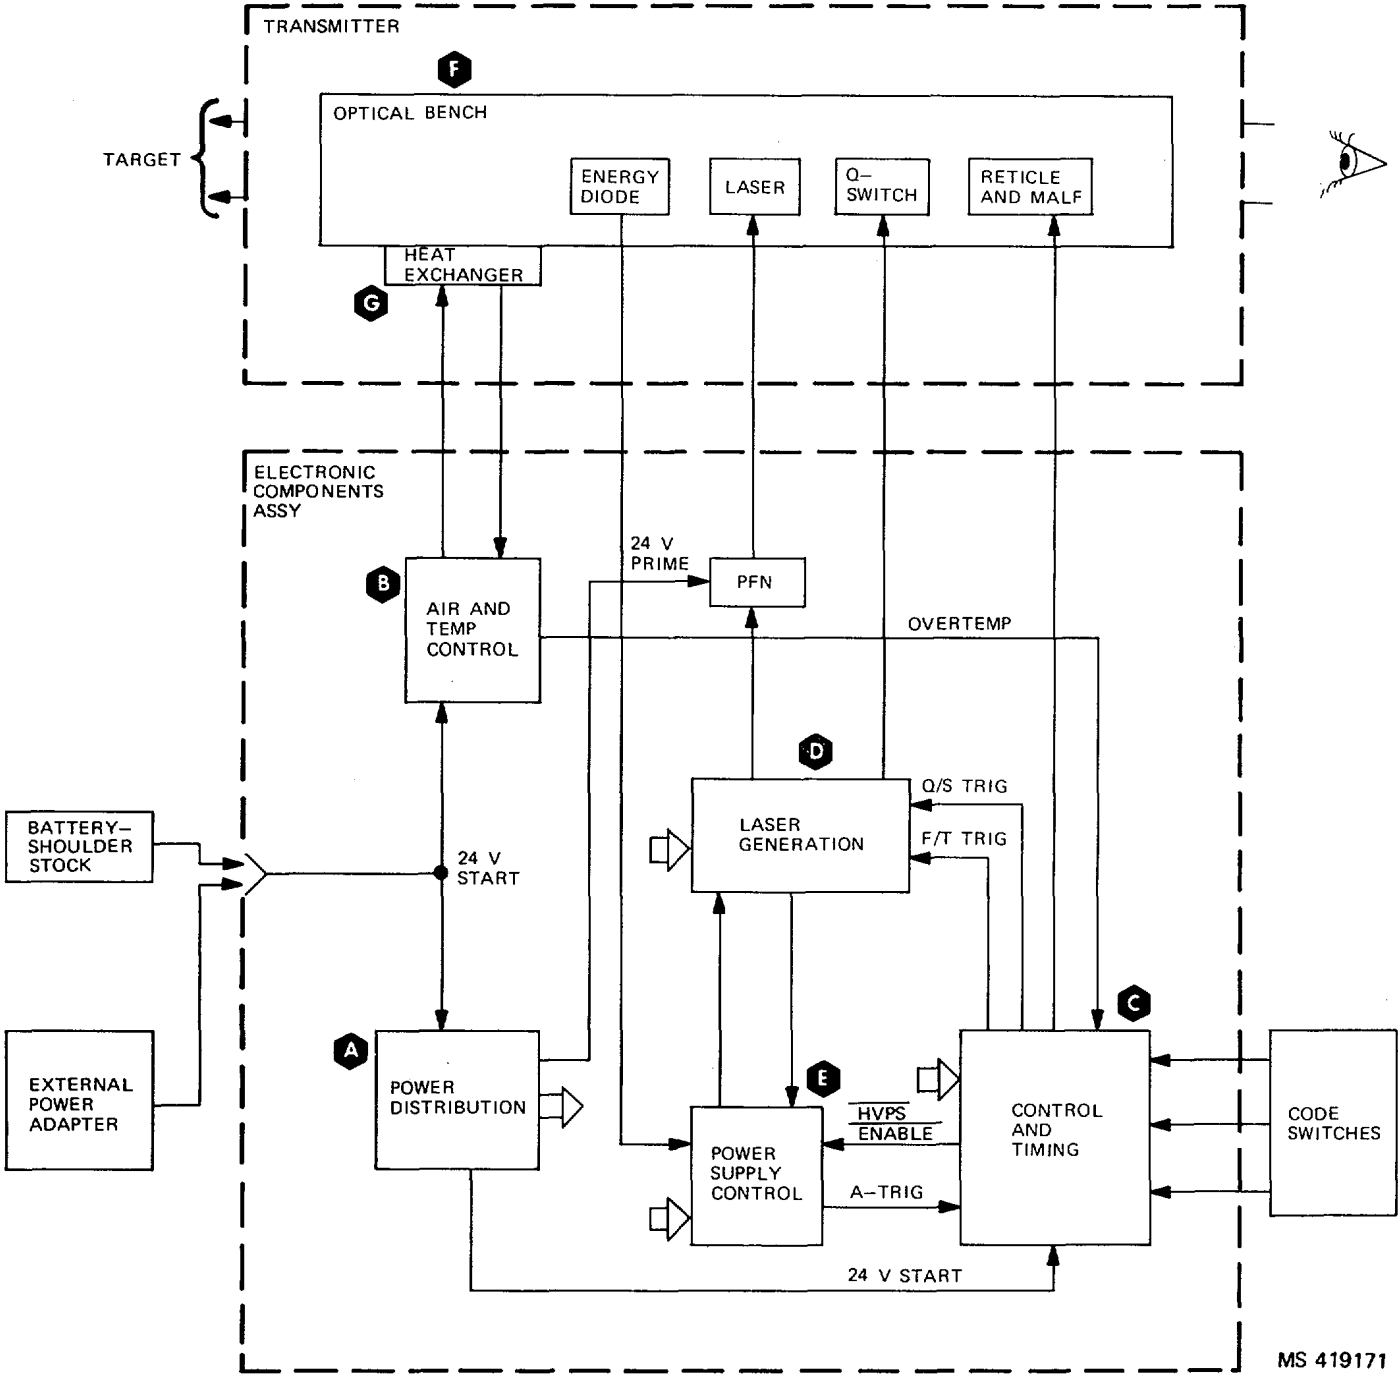 TRANSMITTER
F
OPTICAL BENCH
TARGET
ENERGY
DIODE
LASER
Q–
SWITCH
RETICLE
AND MALF
HEAT
EXCHANGER
G
ELECTRONIC
COMPONENTS
ASSY
24 V
PRIME
B
AIR AND
TEMP
CONTROL
PFN
OVERTEMP
D
LASER
GENERATION
Q/S TRIG
F/T TRIG
BATTERY–
SHOULDER
STOCK
24 V
START
EXTERNAL
POWER
ADAPTER
A
POWER
DISTRIBUTION
E
POWER
SUPPLY
CONTROL
HVPS
ENABLE
A–TRIG
C
CONTROL
AND
TIMING
CODE
SWITCHES
24 V START
MS 419171